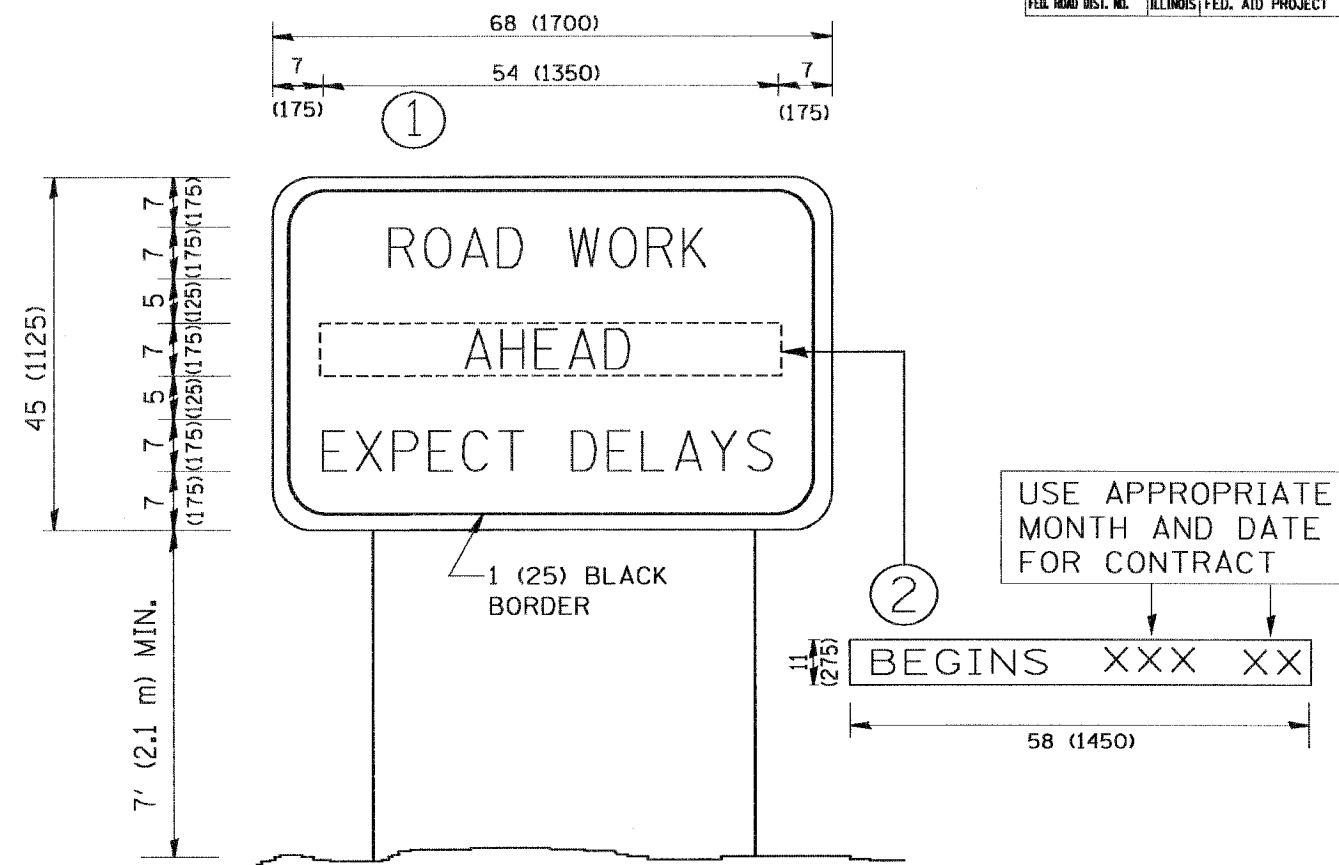 FED. ROAD DIST. NO. ILLINOIS FED. AID PROJECT
68 (1700)
7 54 (1350) 7
(175) (175)
1
45 (1125)
7 (175)
7 (175)
5 (125)
7 (175)
5 (125)
7 (175)
7 (175)
7' (2.1 m) MIN.
ROAD WORK
AHEAD
EXPECT DELAYS
1 (25) BLACK
BORDER
2
USE APPROPRIATE
MONTH AND DATE
FOR CONTRACT
11 (275)
BEGINS XXX XX
58 (1450)